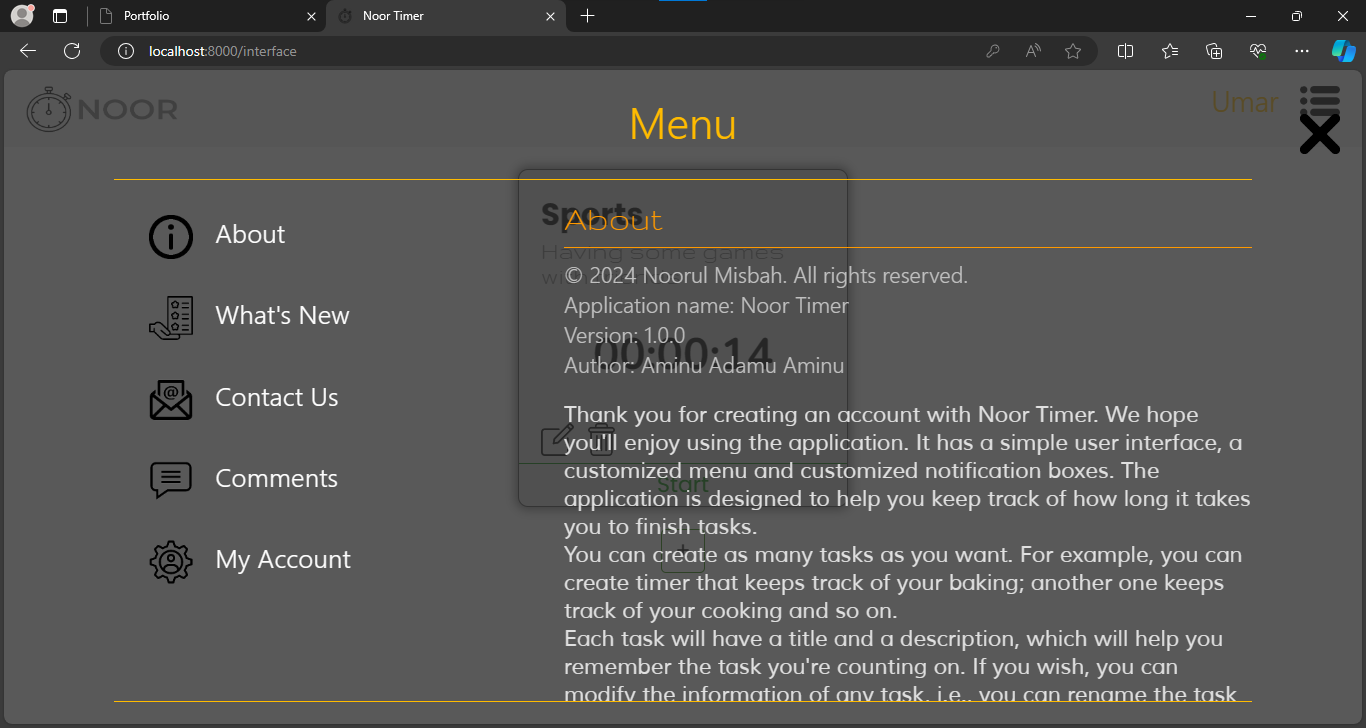 Portfolio
Noor Timer
localhost:8000/interface
NOOR
Umar
Menu
About
What's New
Contact Us
Comments
My Account
Sports
Having some games
00:00:14
Start
+
About
© 2024 Noorul Misbah. All rights reserved.
Application name: Noor Timer
Version: 1.0.0
Author: Aminu Adamu Aminu
Thank you for creating an account with Noor Timer. We hope
you'll enjoy using the application. It has a simple user interface, a
customized menu and customized notification boxes. The
application is designed to help you keep track of how long it takes
you to finish tasks.
You can create as many tasks as you want. For example, you can
create timer that keeps track of your baking; another one keeps
track of your cooking and so on.
Each task will have a title and a description, which will help you
remember the task you're counting on. If you wish, you can
modify the information of any task, i.e., you can rename the task